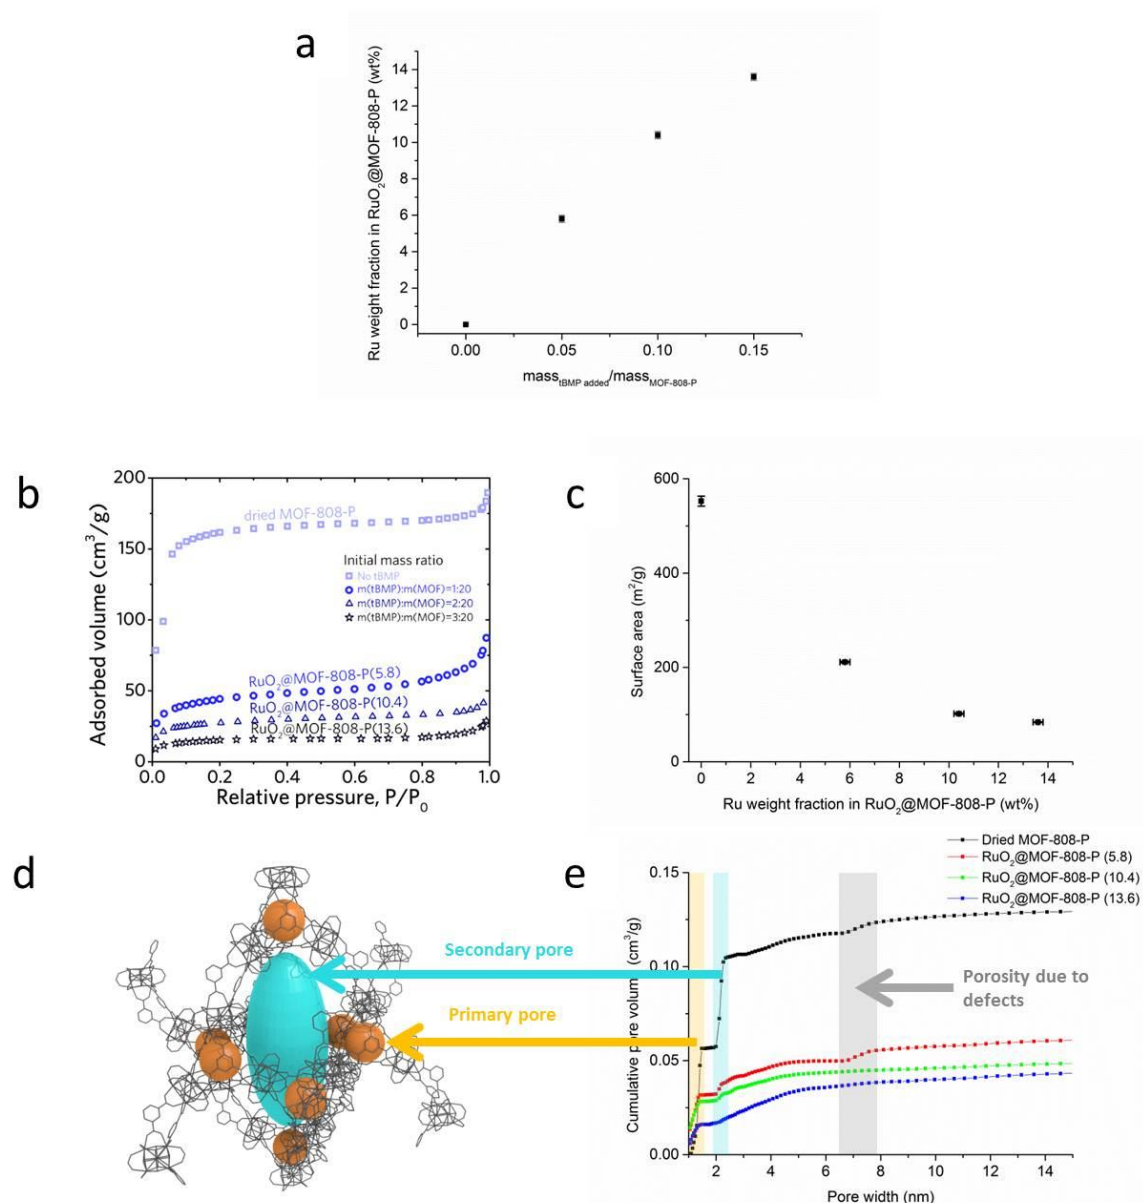 a
Ru weight fraction in RuO₂@MOF-808-P (wt%)
14
12
10
8
6
4
2
0
0.00 0.05 0.10 0.15
mass_tBMP added/mass_MOF-808-P
b
Adsorbed volume (cm³/g)
200
150
100
50
0
dried MOF-808-P
Initial mass ratio
No tBMP
m(tBMP):m(MOF)=1:20
m(tBMP):m(MOF)=2:20
m(tBMP):m(MOF)=3:20
RuO₂@MOF-808-P(5.8)
RuO₂@MOF-808-P(10.4)
RuO₂@MOF-808-P(13.6)
0.0 0.2 0.4 0.6 0.8 1.0
Relative pressure, P/P₀
c
Surface area (m²/g)
600
400
200
0
0 2 4 6 8 10 12 14
Ru weight fraction in RuO₂@MOF-808-P (wt%)
d
Secondary pore
Primary pore
e
Dried MOF-808-P
RuO₂@MOF-808-P (5.8)
RuO₂@MOF-808-P (10.4)
RuO₂@MOF-808-P (13.6)
Cumulative pore volume (cm³/g)
0.15
0.10
0.05
0.00
Porosity due to
defects
2 4 6 8 10 12 14
Pore width (nm)